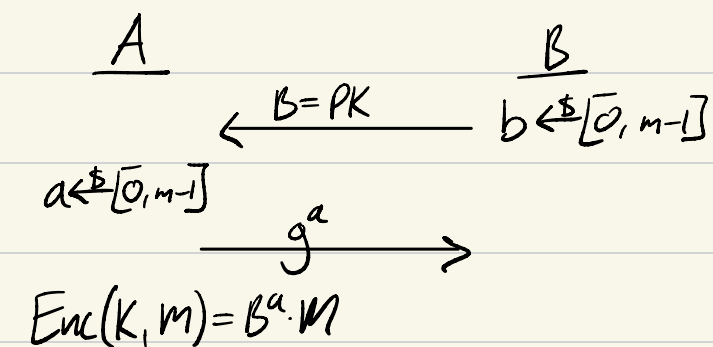 A B
B = PK
b ←$ [0, m-1]
a ←$ [0, m-1]
g^a
Enc(K, m) = B^a · M